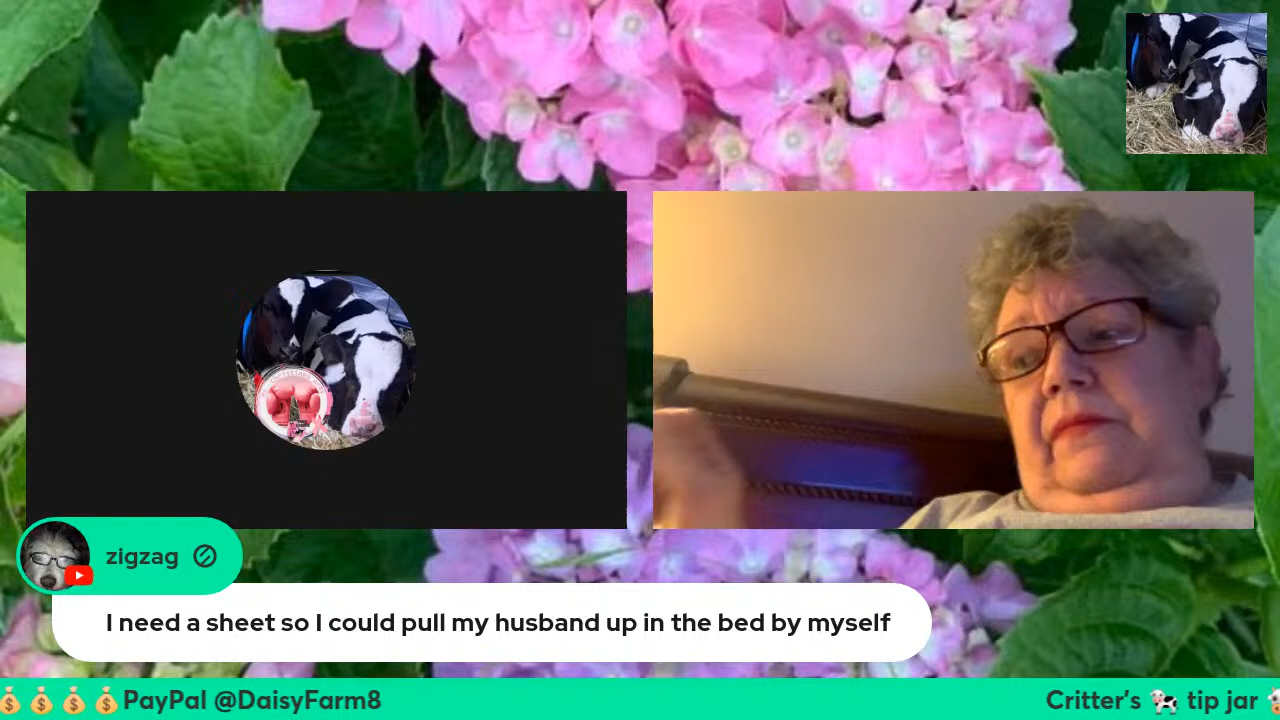 zigzag
I need a sheet so I could pull my husband up in the bed by myself
PayPal @DaisyFarm8
Critter's tip jar